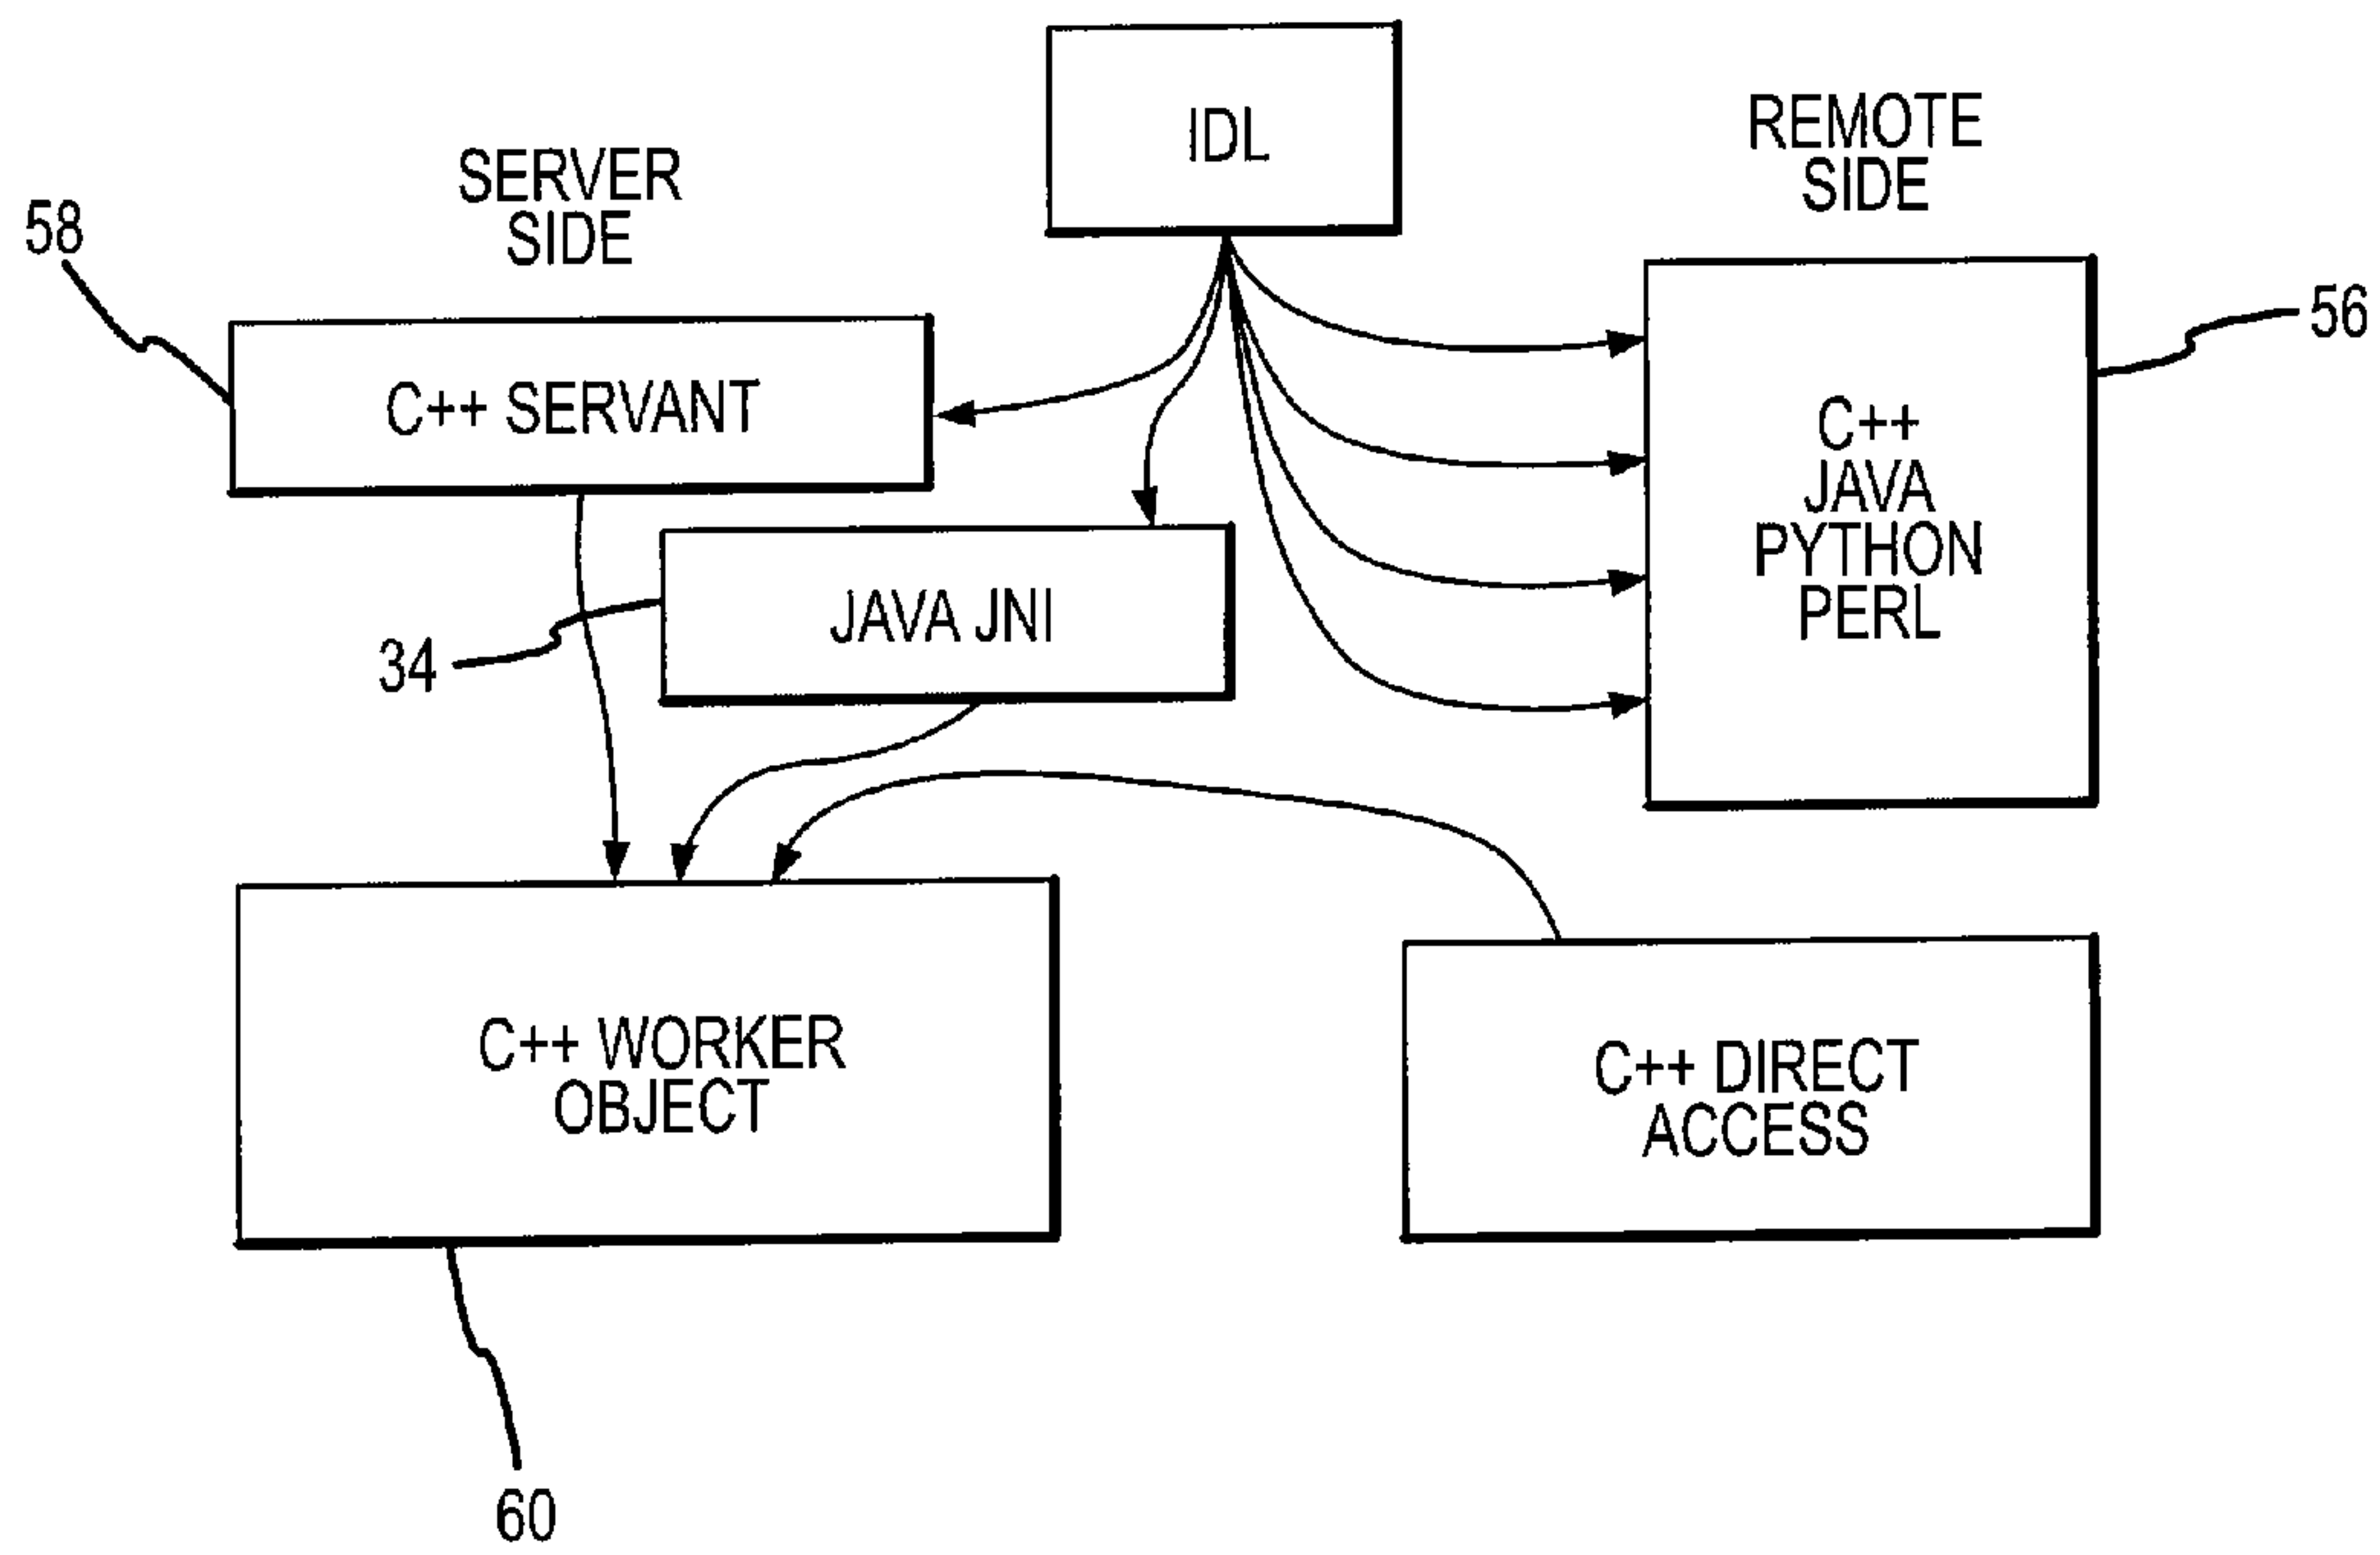 IDL
REMOTE
SIDE
SERVER
SIDE
58
56
C++ SERVANT
C++
JAVA
PYTHON
PERL
JAVA JNI
34
C++ WORKER
OBJECT
C++ DIRECT
ACCESS
60